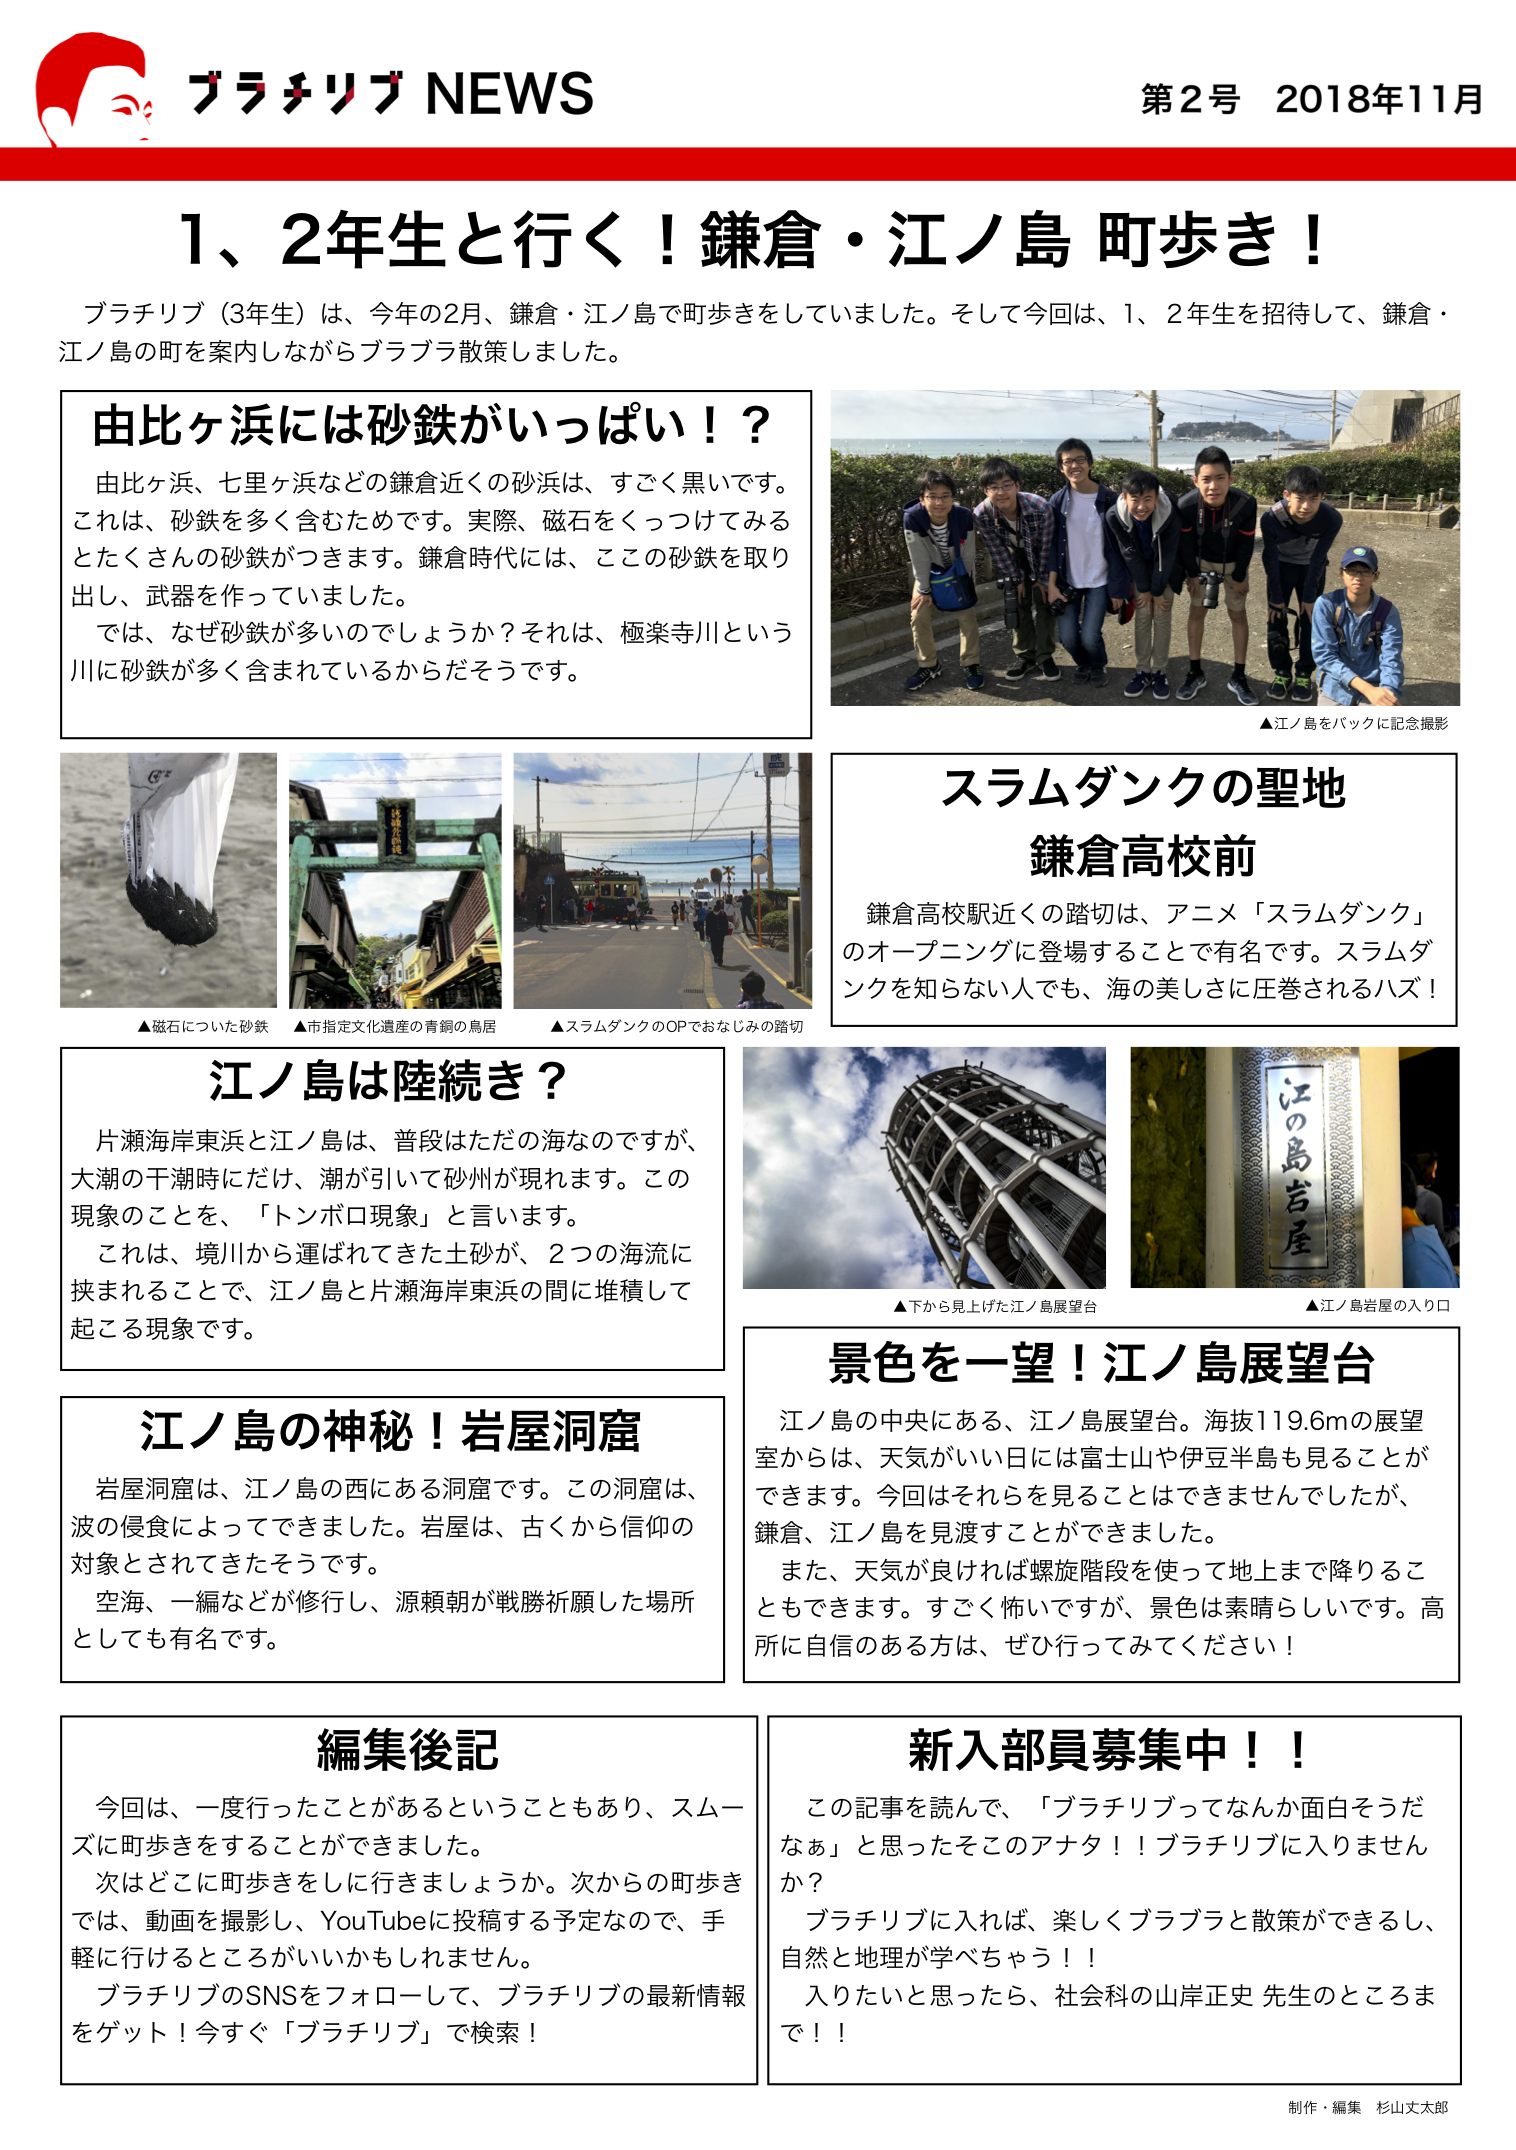 ブラチリブ NEWS
第２号　2018年11月
1、2年生と行く！鎌倉・江ノ島 町歩き！
ブラチリブ（3年生）は、今年の2月、鎌倉・江ノ島で町歩きをしていました。そして今回は、1、２年生を招待して、鎌倉・
江ノ島の町を案内しながらブラブラ散策しました。
由比ヶ浜には砂鉄がいっぱい！？
由比ヶ浜、七里ヶ浜などの鎌倉近くの砂浜は、すごく黒いです。
これは、砂鉄を多く含むためです。実際、磁石をくっつけてみる
とたくさんの砂鉄がつきます。鎌倉時代には、ここの砂鉄を取り
出し、武器を作っていました。
では、なぜ砂鉄が多いのでしょうか？それは、極楽寺川という
川に砂鉄が多く含まれているからだそうです。
▲江ノ島をバックに記念撮影
▲磁石についた砂鉄
▲市指定文化遺産の青銅の鳥居
▲スラムダンクのOPでおなじみの踏切
スラムダンクの聖地
鎌倉高校前
鎌倉高校駅近くの踏切は、アニメ「スラムダンク」
のオープニングに登場することで有名です。スラムダ
ンクを知らない人でも、海の美しさに圧巻されるハズ！
江ノ島は陸続き？
片瀬海岸東浜と江ノ島は、普段はただの海なのですが、
大潮の干潮時にだけ、潮が引いて砂州が現れます。この
現象のことを、「トンボロ現象」と言います。
これは、境川から運ばれてきた土砂が、２つの海流に
挟まれることで、江ノ島と片瀬海岸東浜の間に堆積して
起こる現象です。
江の島岩屋
▲下から見上げた江ノ島展望台
▲江ノ島岩屋の入り口
江ノ島の神秘！岩屋洞窟
岩屋洞窟は、江ノ島の西にある洞窟です。この洞窟は、
波の侵食によってできました。岩屋は、古くから信仰の
対象とされてきたそうです。
空海、一編などが修行し、源頼朝が戦勝祈願した場所
としても有名です。
景色を一望！江ノ島展望台
江ノ島の中央にある、江ノ島展望台。海抜119.6mの展望
室からは、天気がいい日には富士山や伊豆半島も見ることが
できます。今回はそれらを見ることはできませんでしたが、
鎌倉、江ノ島を見渡すことができました。
また、天気が良ければ螺旋階段を使って地上まで降りるこ
ともできます。すごく怖いですが、景色は素晴らしいです。高
所に自信のある方は、ぜひ行ってみてください！
編集後記
今回は、一度行ったことがあるということもあり、スムー
ズに町歩きをすることができました。
次はどこに町歩きをしに行きましょうか。次からの町歩き
では、動画を撮影し、YouTubeに投稿する予定なので、手
軽に行けるところがいいかもしれません。
ブラチリブのSNSをフォローして、ブラチリブの最新情報
をゲット！今すぐ「ブラチリブ」で検索！
新入部員募集中！！
この記事を読んで、「ブラチリブってなんか面白そうだ
なぁ」と思ったそこのアナタ！！ブラチリブに入りません
か？
ブラチリブに入れば、楽しくブラブラと散策ができるし、
自然と地理が学べちゃう！！
入りたいと思ったら、社会科の山岸正史 先生のところま
で！！
制作・編集　杉山丈太郎